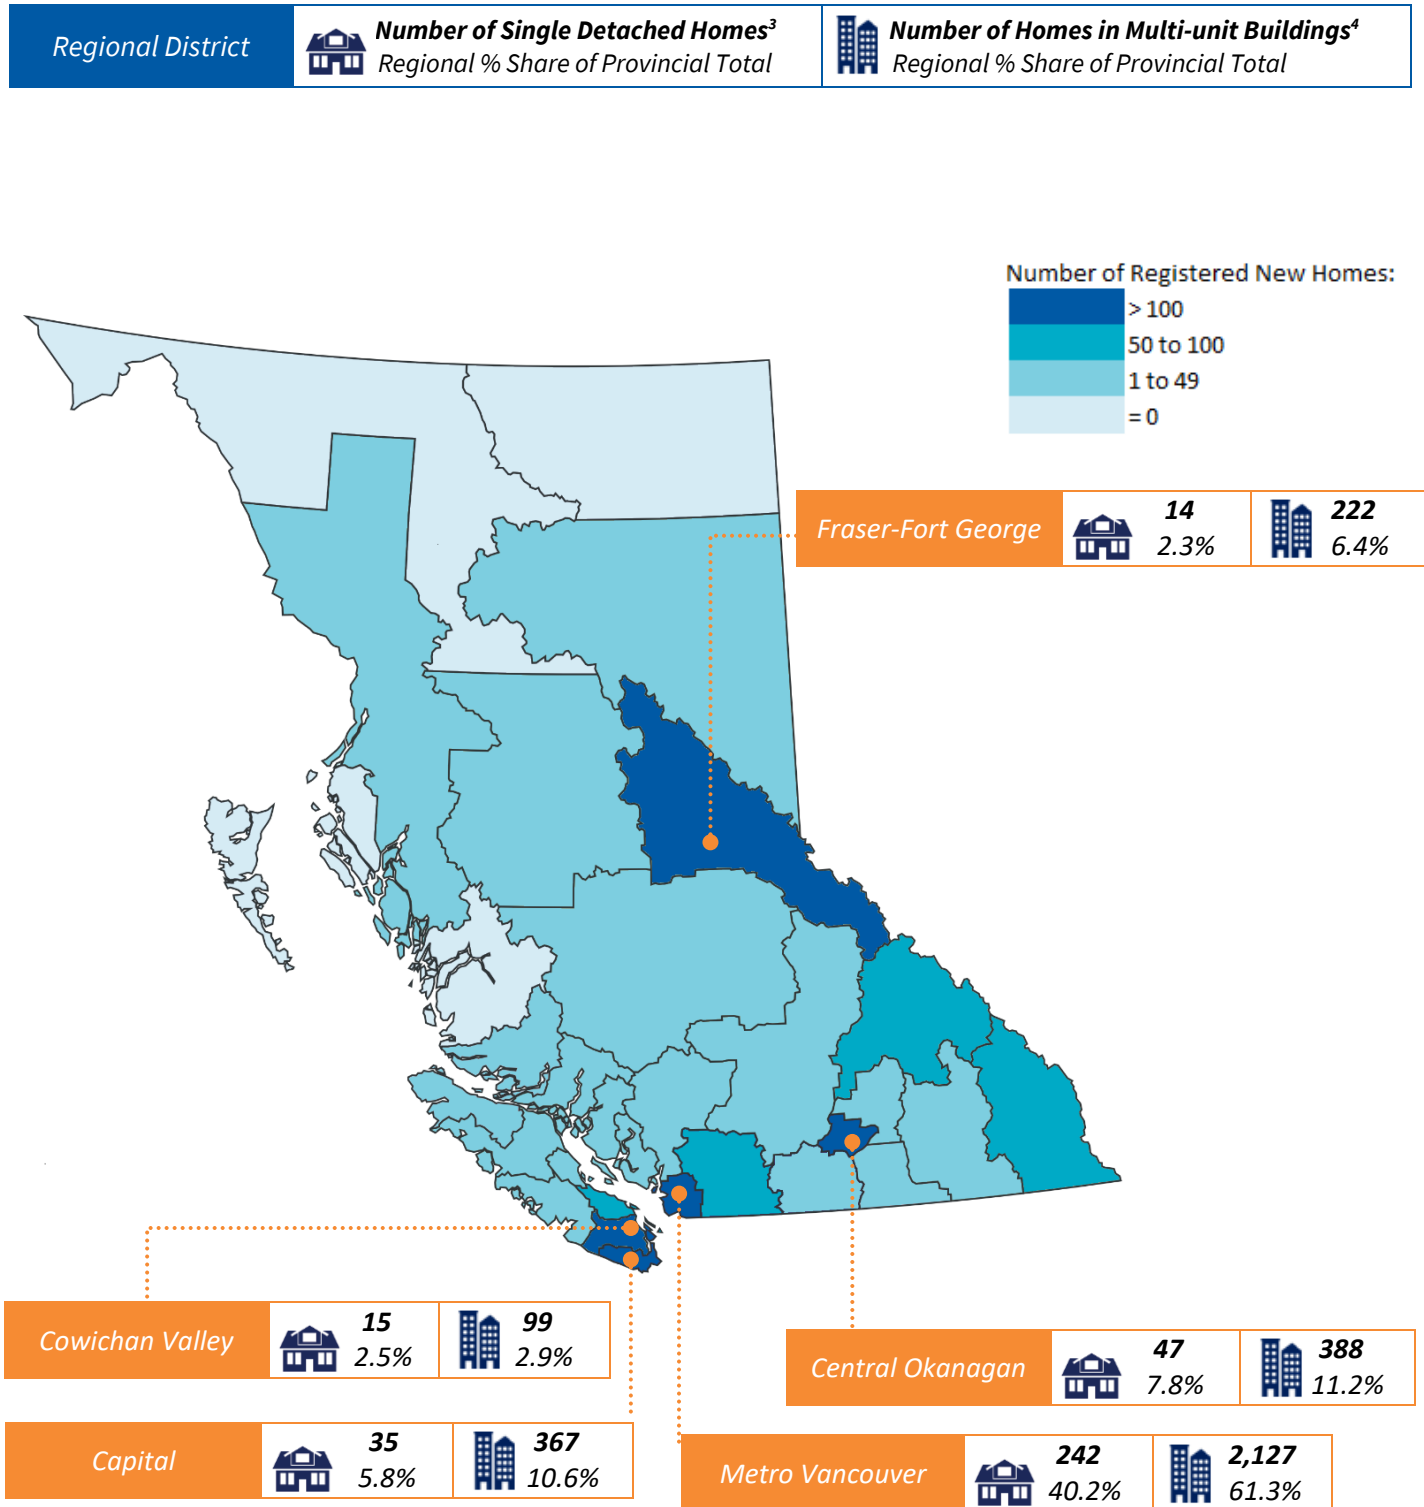 Regional District
Number of Single Detached Homes³
Regional % Share of Provincial Total
Number of Homes in Multi-unit Buildings⁴
Regional % Share of Provincial Total
Number of Registered New Homes:
> 100
50 to 100
1 to 49
= 0
Fraser-Fort George
14
2.3%
222
6.4%
Cowichan Valley
15
2.5%
99
2.9%
Central Okanagan
47
7.8%
388
11.2%
Capital
35
5.8%
367
10.6%
Metro Vancouver
242
40.2%
2,127
61.3%